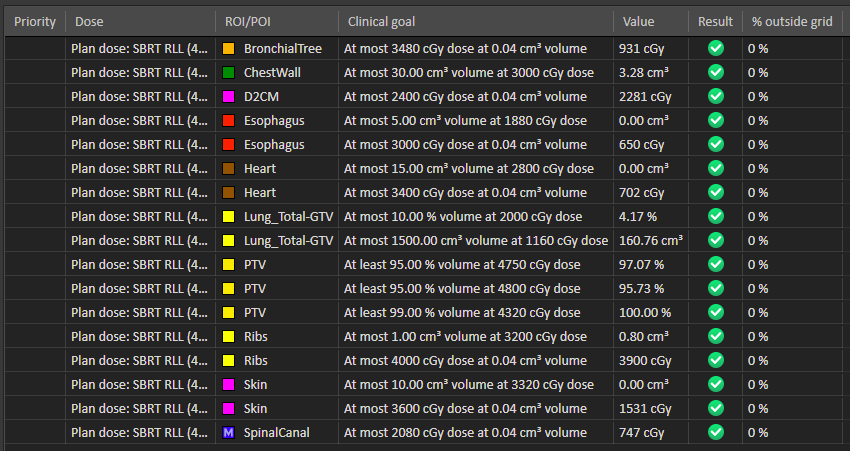 Priority Dose ROI/POI Clinical goal Value Result % outside grid
Plan dose: SBRT RLL (4... BronchialTree At most 3480 cGy dose at 0.04 cm³ volume 931 cGy 0 %
Plan dose: SBRT RLL (4... ChestWall At most 30.00 cm³ volume at 3000 cGy dose 3.28 cm³ 0 %
Plan dose: SBRT RLL (4... D2CM At most 2400 cGy dose at 0.04 cm³ volume 2281 cGy 0 %
Plan dose: SBRT RLL (4... Esophagus At most 5.00 cm³ volume at 1880 cGy dose 0.00 cm³ 0 %
Plan dose: SBRT RLL (4... Esophagus At most 3000 cGy dose at 0.04 cm³ volume 650 cGy 0 %
Plan dose: SBRT RLL (4... Heart At most 15.00 cm³ volume at 2800 cGy dose 0.00 cm³ 0 %
Plan dose: SBRT RLL (4... Heart At most 3400 cGy dose at 0.04 cm³ volume 702 cGy 0 %
Plan dose: SBRT RLL (4... Lung_Total-GTV At most 10.00 % volume at 2000 cGy dose 4.17 % 0 %
Plan dose: SBRT RLL (4... Lung_Total-GTV At most 1500.00 cm³ volume at 1160 cGy dose 160.76 cm³ 0 %
Plan dose: SBRT RLL (4... PTV At least 95.00 % volume at 4750 cGy dose 97.07 % 0 %
Plan dose: SBRT RLL (4... PTV At least 95.00 % volume at 4800 cGy dose 95.73 % 0 %
Plan dose: SBRT RLL (4... PTV At least 99.00 % volume at 4320 cGy dose 100.00 % 0 %
Plan dose: SBRT RLL (4... Ribs At most 1.00 cm³ volume at 3200 cGy dose 0.80 cm³ 0 %
Plan dose: SBRT RLL (4... Ribs At most 4000 cGy dose at 0.04 cm³ volume 3900 cGy 0 %
Plan dose: SBRT RLL (4... Skin At most 10.00 cm³ volume at 3320 cGy dose 0.00 cm³ 0 %
Plan dose: SBRT RLL (4... Skin At most 3600 cGy dose at 0.04 cm³ volume 1531 cGy 0 %
Plan dose: SBRT RLL (4... M SpinalCanal At most 2080 cGy dose at 0.04 cm³ volume 747 cGy 0 %